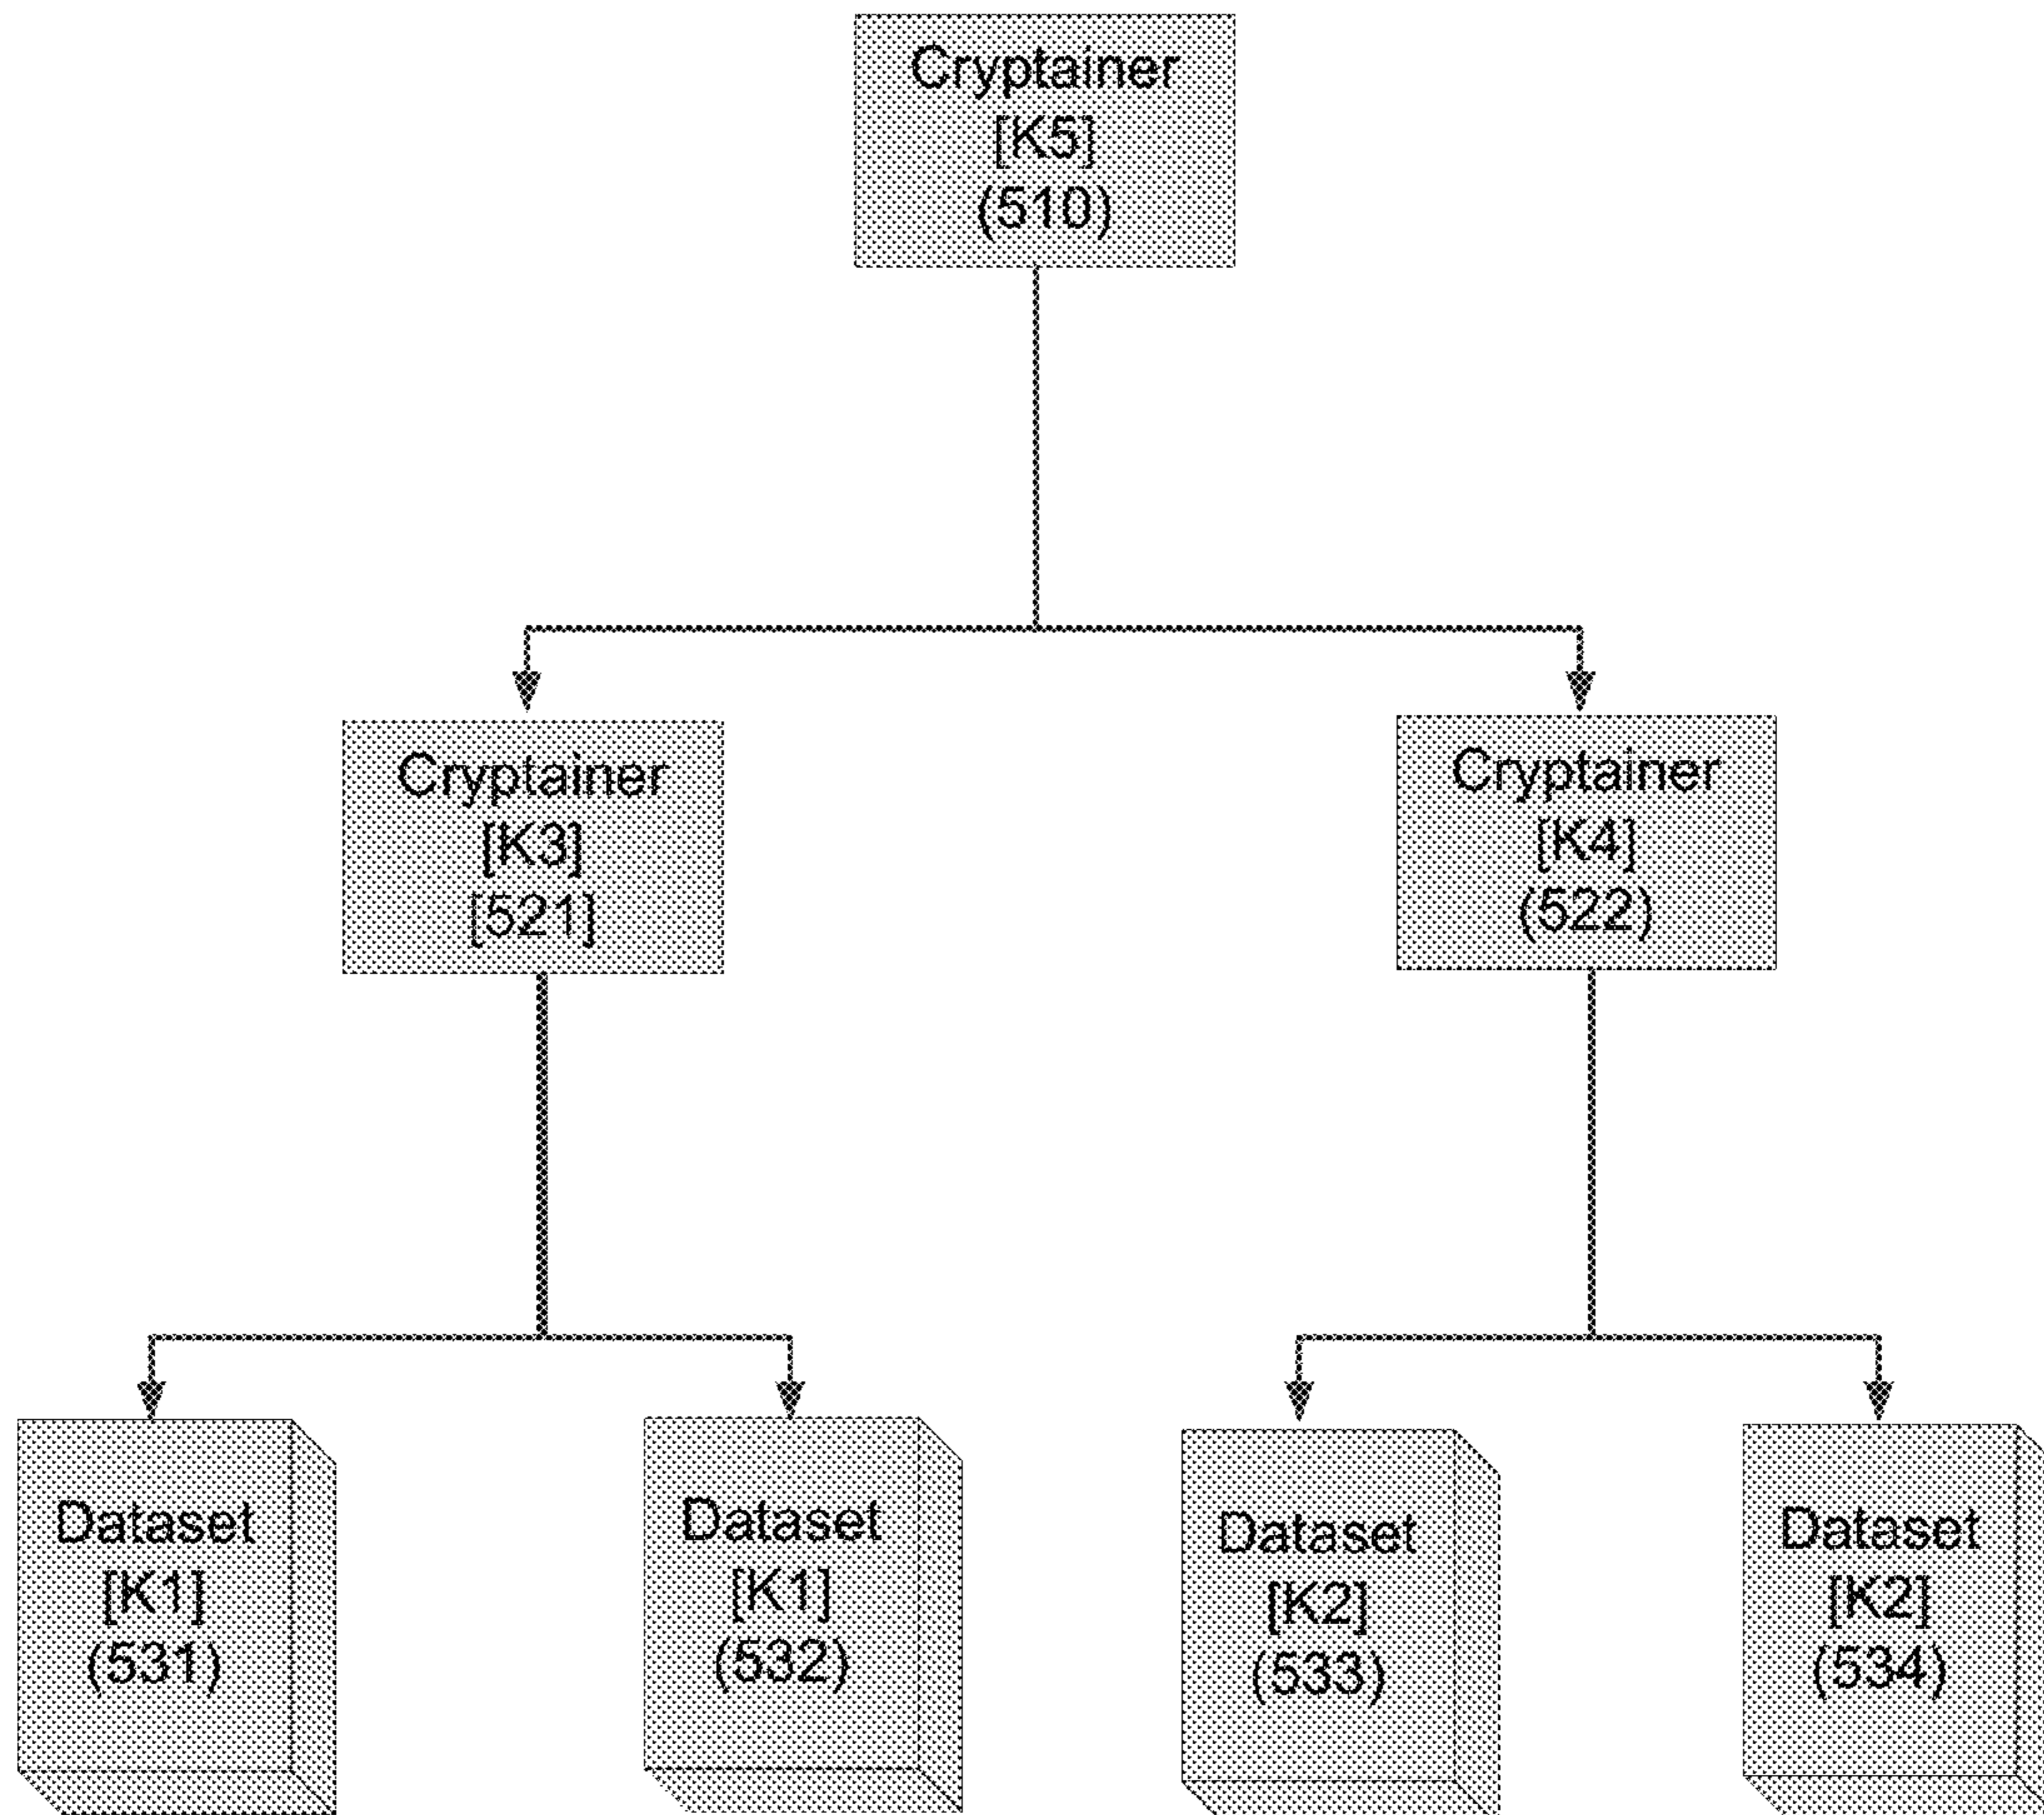 Cryptainer
[K5]
(510)
Cryptainer
[K3]
[521]
Cryptainer
[K4]
(522)
Dataset
[K1]
(531)
Dataset
[K1]
(532)
Dataset
[K2]
(533)
Dataset
[K2]
(534)